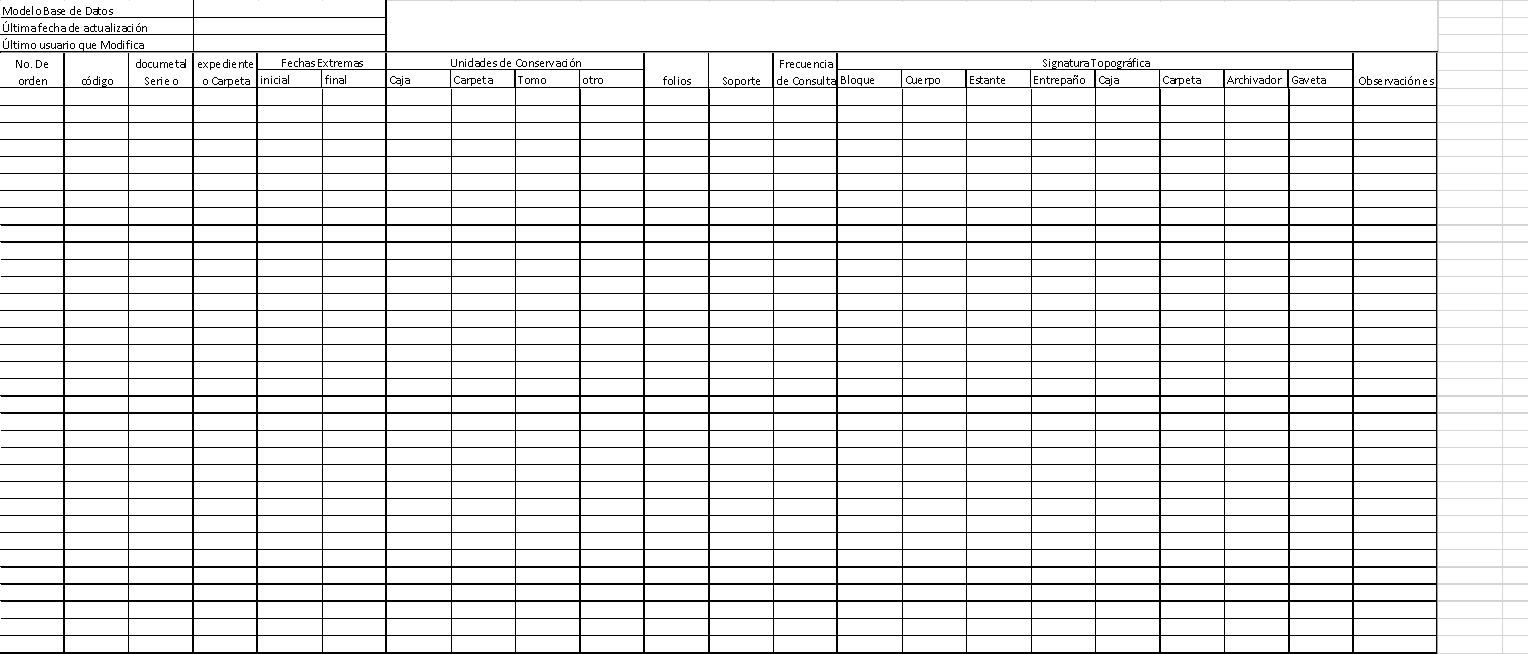 Modelo Base de Datos
Última fecha de actualización
Último usuario que Modifica
No. De documetal expediente Fechas Extremas Unidades de Conservación Frecuencia Signatura Topográfica
orden código Serie o o Carpeta inicial final Caja Carpeta Tomo otro folios Soporte de Consulta Bloque Cuerpo Estante Entrepaño Caja Carpeta Archivador Gaveta Observaciónes